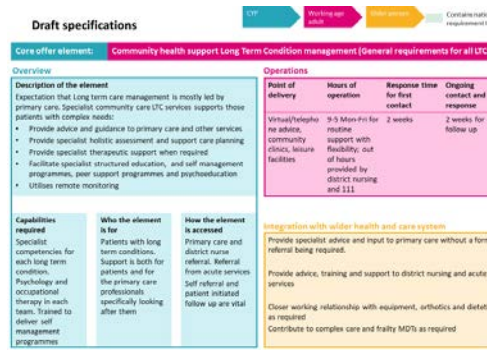 Draft specifications
CYP
Working age
adult
Older person
Contains nati
requirement
Core offer element: Community health support Long Term Condition management (General requirements for all LTC
Overview
Description of the element
Expectation that Long term care management is mostly led by
primary care. Specialist community care LTC services supports those
patients with complex needs:
• Provide advice and guidance to primary care and other services
• Provide specialist holistic assessment and support care planning
• Provide specialist therapeutic support when required
• Facilitate specialist structured education, and self management
programmes, peer support programmes and psychoeducation
• Utilises remote monitoring
Capabilities
required
Specialist
competencies for
each long term
condition.
Psychology and
occupational
therapy in each
team. Trained to
deliver self
management
programmes
Who the element
is for
Patients with long
term conditions.
Support is both for
patients and for
the primary care
professionals
specifically looking
after them
How the element
is accessed
Primary care and
district nurse
referral. Referral
from acute services
Self referral and
patient initiated
follow up are vital
Operations
Point of
delivery
Virtual/telepho
ne advice,
community
clinics, leisure
facilities
Hours of
operation
9-5 Mon-Fri for
routine
support with
flexibility; out
of hours
provided by
district nursing
and 111
Response time
for first
contact
2 weeks
Ongoing
contact and
response
2 weeks for
follow up
Integration with wider health and care system
Provide specialist advice and input to primary care without a form
referral being required.
Provide advice, training and support to district nursing and acute
services
Closer working relationship with equipment, orthotics and dietet
as required
Contribute to complex care and frailty MDTs as required